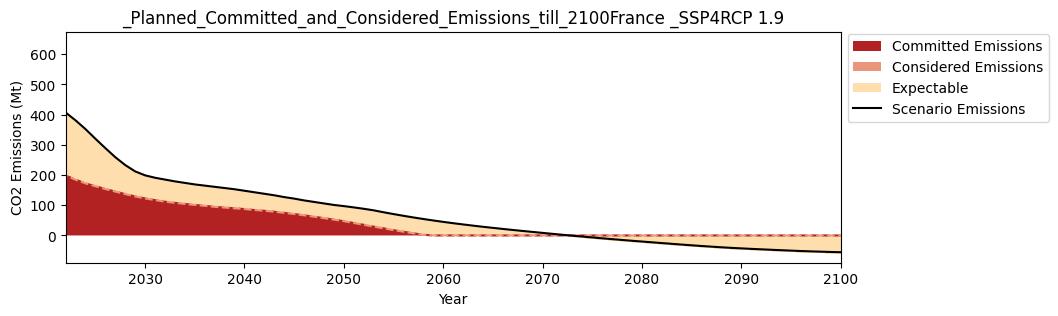 _Planned_Committed_and_Considered_Emissions_till_2100France _SSP4RCP 1.9
Committed Emissions
Considered Emissions
Expectable
Scenario Emissions
CO2 Emissions (Mt)
600
500
400
300
200
100
0
2030 2040 2050 2060 2070 2080 2090 2100
Year